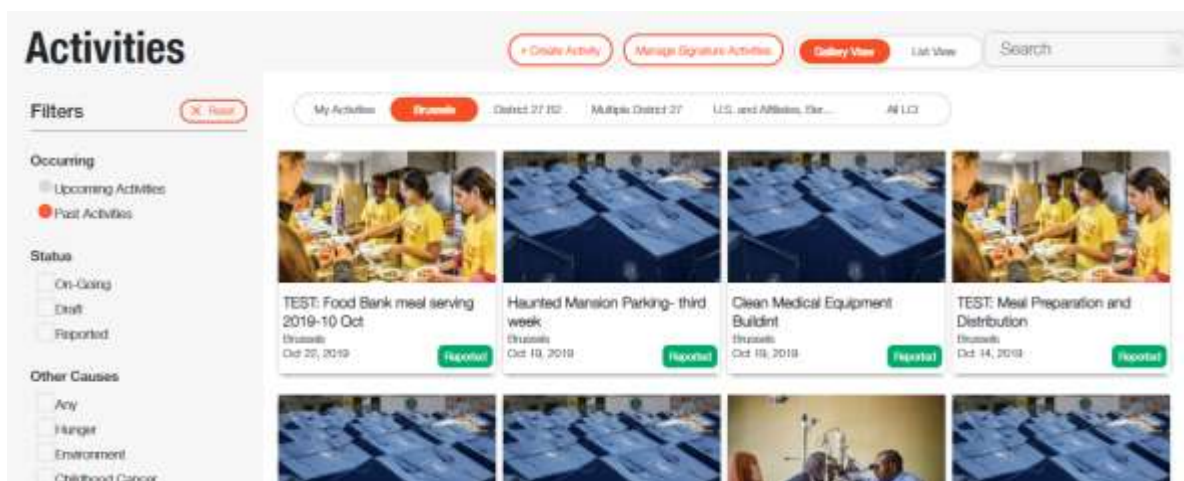 Activities
+ Create Activity
Manage Signature Activities
Gallery View
List View
Search
Filters
X Reset
My Activities
Brussels
District 27 B2
Multiple District 27
U.S. and Affiliates, Ber...
All LCI
Occurring
Upcoming Activities
Past Activities
Status
On-Going
Draft
Reported
Other Causes
Any
Hunger
Environment
Childhood Cancer
TEST: Food Bank meal serving
2019-10 Oct
Brussels
Oct 22, 2019
Reported
Haunted Mansion Parking- third
week
Brussels
Oct 19, 2019
Reported
Clean Medical Equipment
Buildint
Brussels
Oct 19, 2019
Reported
TEST: Meal Preparation and
Distribution
Brussels
Oct 14, 2019
Reported